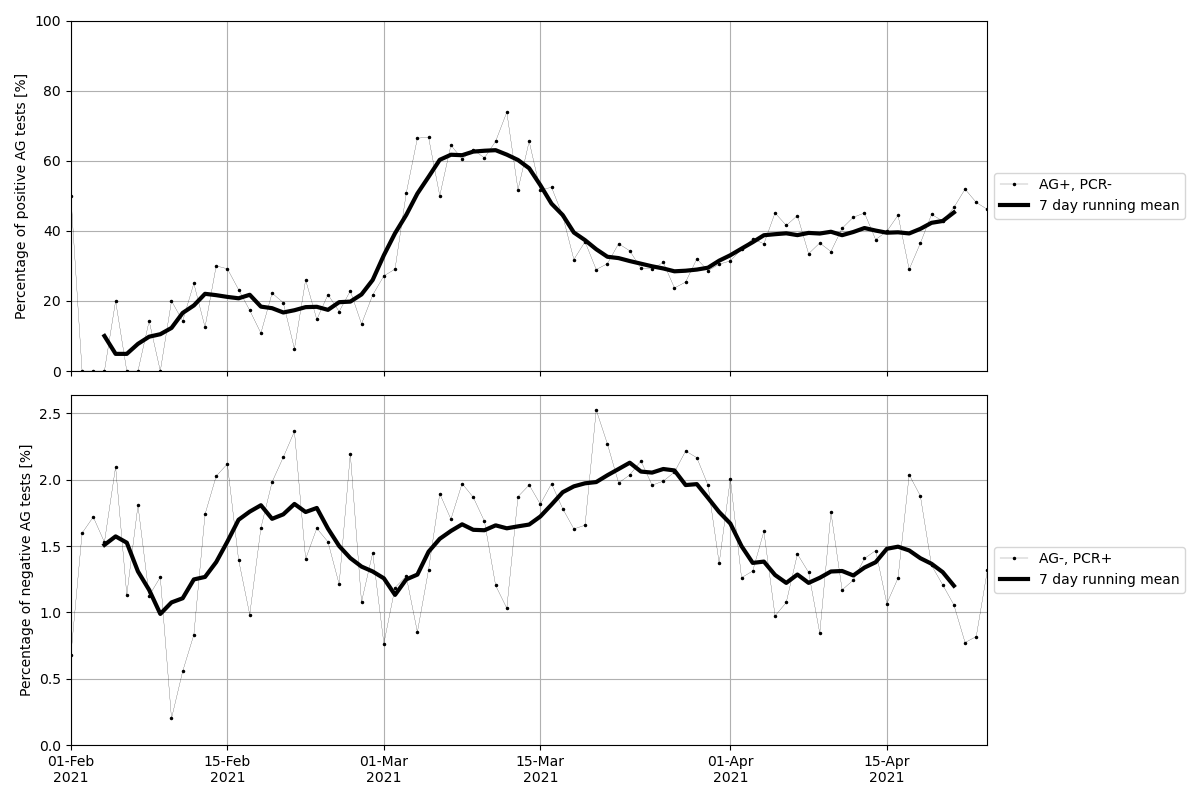 100
80
60
40
20
0
Percentage of positive AG tests [%]
AG+, PCR-
7 day running mean
2.5
2.0
1.5
1.0
0.5
0.0
Percentage of negative AG tests [%]
AG-, PCR+
7 day running mean
01-Feb 15-Feb 01-Mar 15-Mar 01-Apr 15-Apr
2021 2021 2021 2021 2021 2021